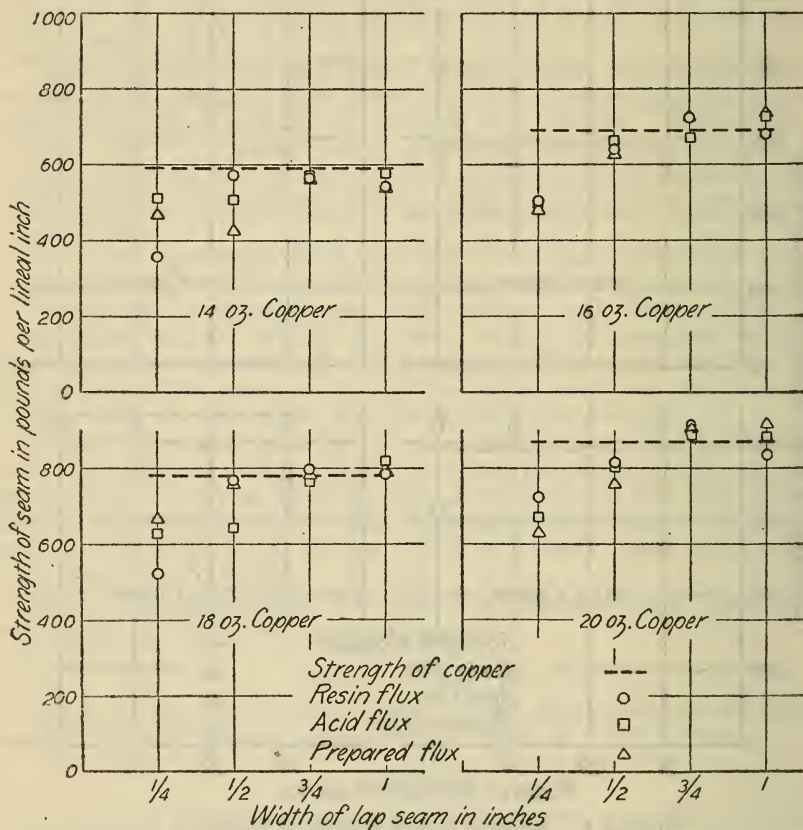 1000
800
600
400
200
0
14 oz. Copper
16 oz. Copper
800
600
400
200
0
18 oz. Copper
20 oz. Copper
Strength of seam in pounds per lineal inch
Strength of copper
Resin flux
Acid flux
Prepared flux
1/4 1/2 3/4 1
1/4 1/2 3/4 1
Width of lap seam in inches